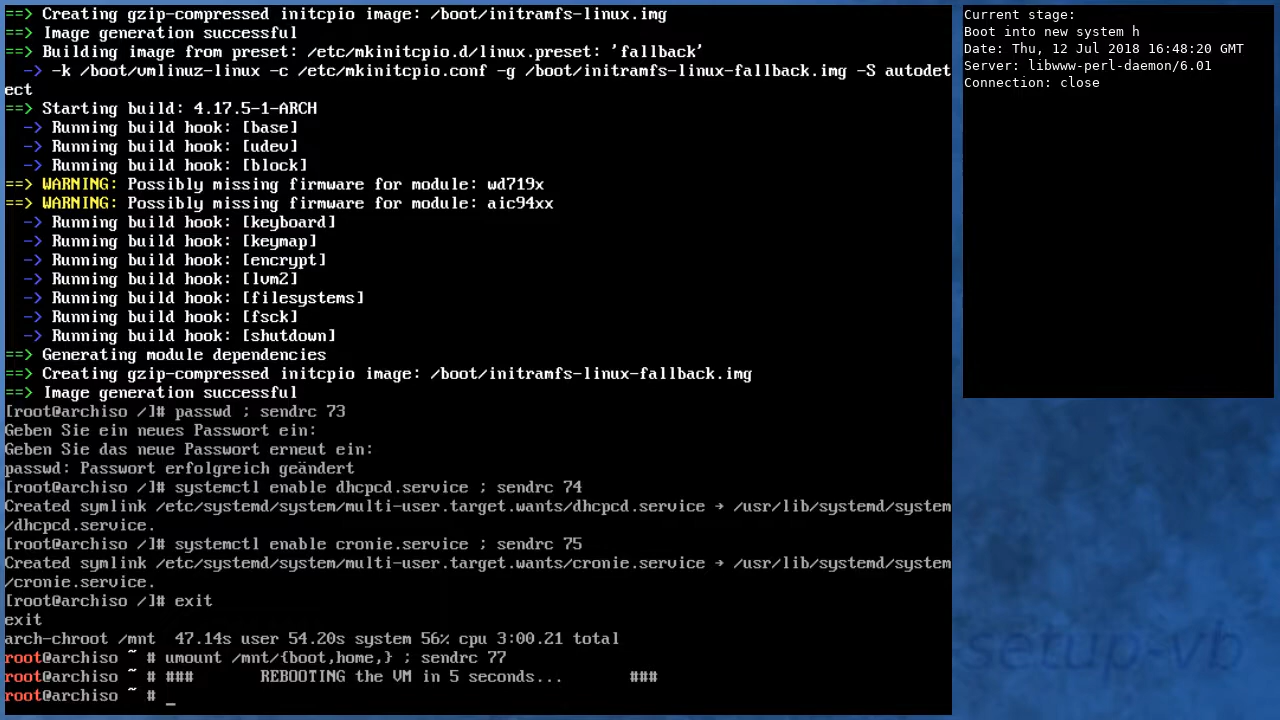 ==> Creating gzip-compressed initcpio image: /boot/initramfs-linux.img
==> Image generation successful
==> Building image from preset: /etc/mkinitcpio.d/linux.preset: 'fallback'
  -> -k /boot/vmlinuz-linux -c /etc/mkinitcpio.conf -g /boot/initramfs-linux-fallback.img -S autodet
ect
==> Starting build: 4.17.5-1-ARCH
  -> Running build hook: [base]
  -> Running build hook: [udev]
  -> Running build hook: [block]
==> WARNING: Possibly missing firmware for module: wd719x
==> WARNING: Possibly missing firmware for module: aic94xx
  -> Running build hook: [keyboard]
  -> Running build hook: [keymap]
  -> Running build hook: [encrypt]
  -> Running build hook: [lvm2]
  -> Running build hook: [filesystems]
  -> Running build hook: [fsck]
  -> Running build hook: [shutdown]
==> Generating module dependencies
==> Creating gzip-compressed initcpio image: /boot/initramfs-linux-fallback.img
==> Image generation successful
[root@archiso /]# passwd ; sendrc 73
Geben Sie ein neues Passwort ein:
Geben Sie das neue Passwort erneut ein:
passwd: Passwort erfolgreich geändert
[root@archiso /]# systemctl enable dhcpcd.service ; sendrc 74
Created symlink /etc/systemd/system/multi-user.target.wants/dhcpcd.service → /usr/lib/systemd/system
/dhcpcd.service.
[root@archiso /]# systemctl enable cronie.service ; sendrc 75
Created symlink /etc/systemd/system/multi-user.target.wants/cronie.service → /usr/lib/systemd/system
/cronie.service.
[root@archiso /]# exit
exit
arch-chroot /mnt  47.14s user 54.20s system 56% cpu 3:00.21 total
root@archiso ~ # umount /mnt/{boot,home,} ; sendrc 77
root@archiso ~ # ###       REBOOTING the VM in 5 seconds...       ###
root@archiso ~ # _
Current stage:
Boot into new system h
Date: Thu, 12 Jul 2018 16:48:20 GMT
Server: libwww-perl-daemon/6.01
Connection: close
setup-vb